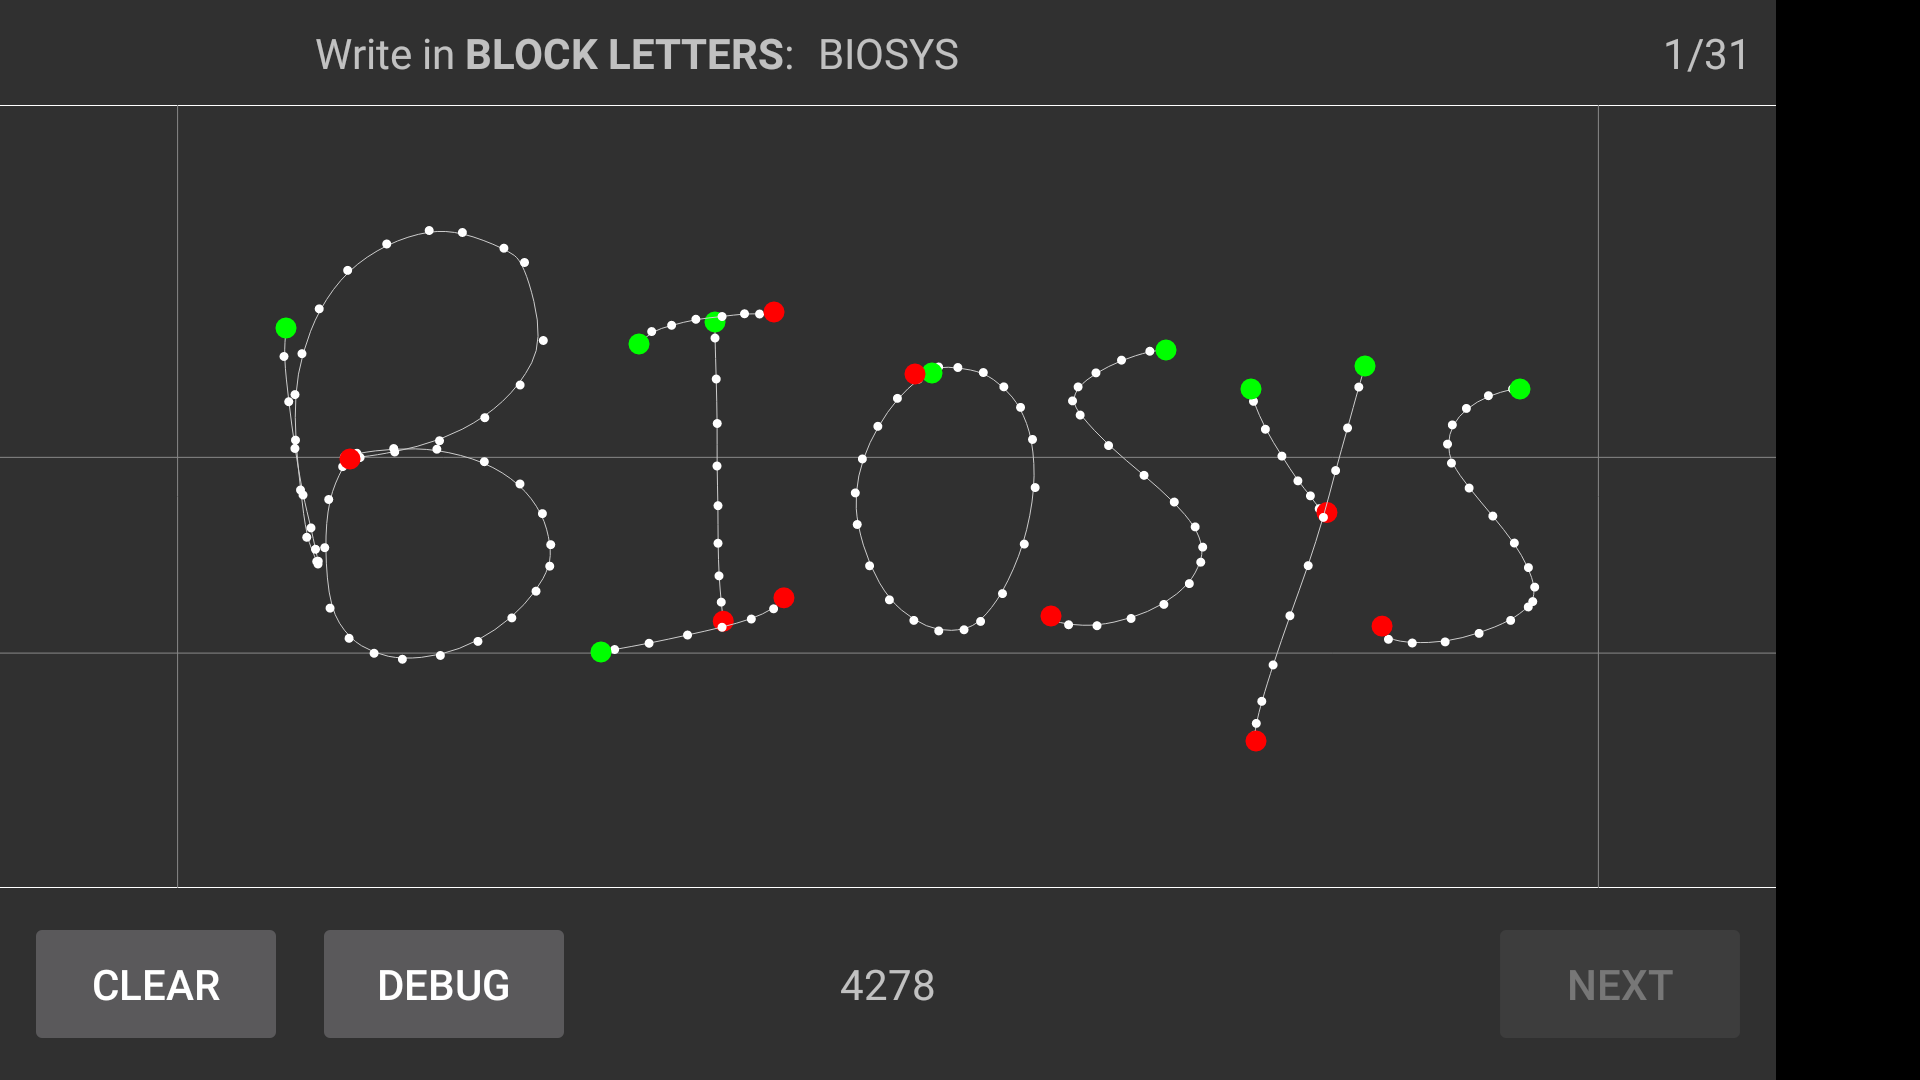 Write in BLOCK LETTERS: BIOSYS 1/31
BIOSYS
CLEAR DEBUG 4278 NEXT